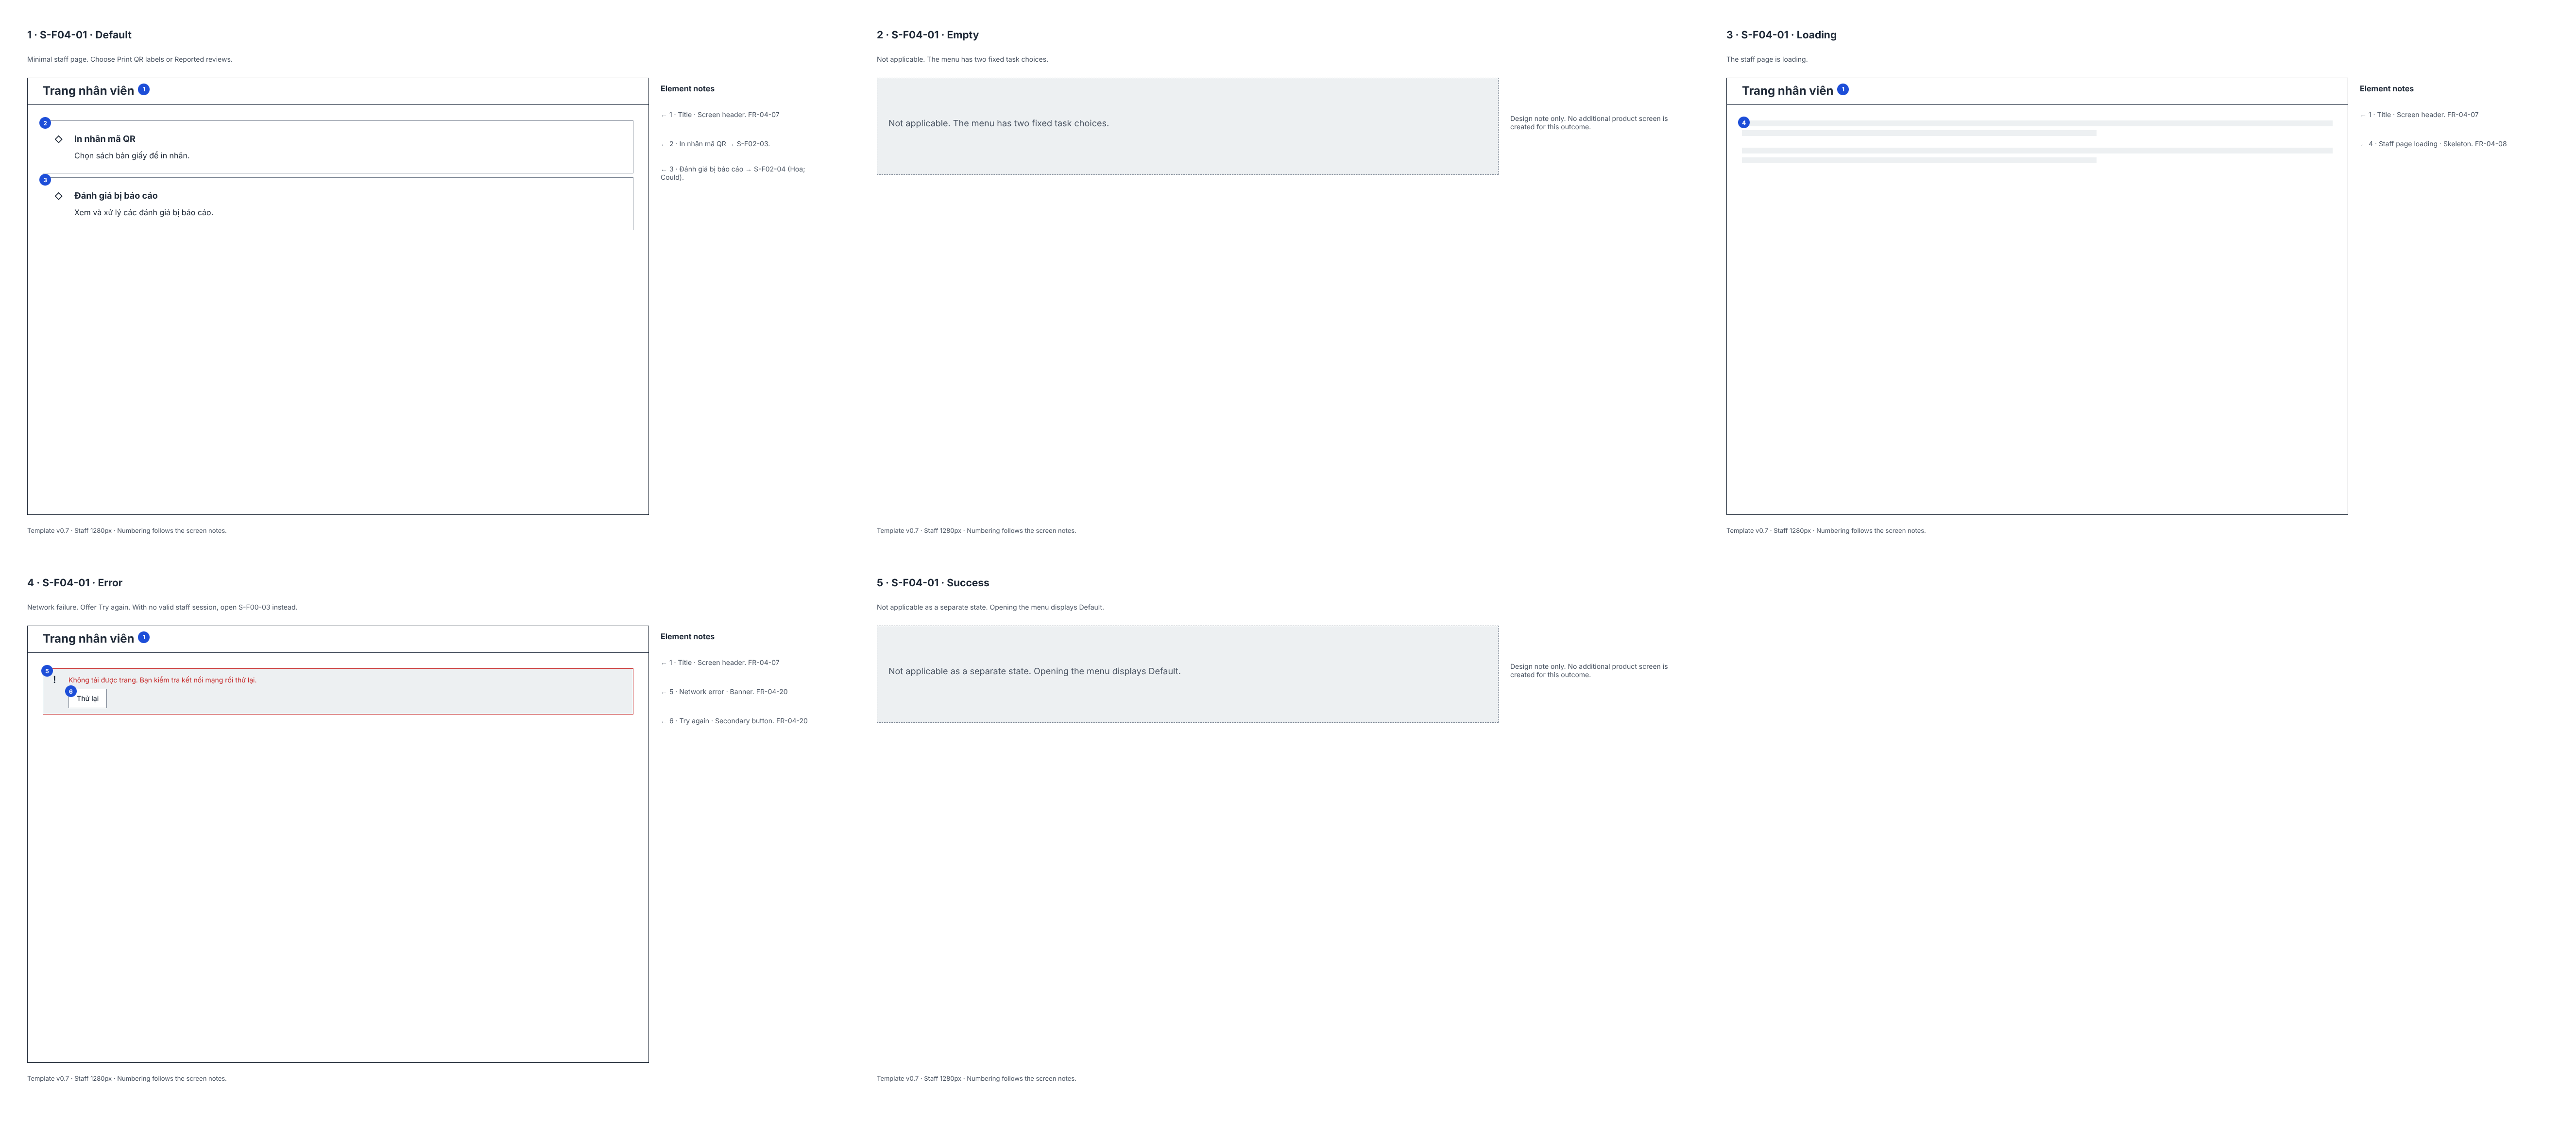 1 · S-F04-01 · Default
Minimal staff page. Choose Print QR labels or Reported reviews.
Trang nhân viên 1
2
◇ In nhãn mã QR
Chọn sách bản giấy để in nhãn.
3
◇ Đánh giá bị báo cáo
Xem và xử lý các đánh giá bị báo cáo.
Element notes
← 1 · Title · Screen header. FR-04-07
← 2 · In nhãn mã QR → S-F02-03.
← 3 · Đánh giá bị báo cáo → S-F02-04 (Hoa;
Could).
Template v0.7 · Staff 1280px · Numbering follows the screen notes.
2 · S-F04-01 · Empty
Not applicable. The menu has two fixed task choices.
Not applicable. The menu has two fixed task choices.
Design note only. No additional product screen is
created for this outcome.
Template v0.7 · Staff 1280px · Numbering follows the screen notes.
3 · S-F04-01 · Loading
The staff page is loading.
Trang nhân viên 1
4
Element notes
← 1 · Title · Screen header. FR-04-07
← 4 · Staff page loading · Skeleton. FR-04-08
Template v0.7 · Staff 1280px · Numbering follows the screen notes.
4 · S-F04-01 · Error
Network failure. Offer Try again. With no valid staff session, open S-F00-03 instead.
Trang nhân viên 1
5
! Không tải được trang. Bạn kiểm tra kết nối mạng rồi thử lại.
6
Thử lại
Element notes
← 1 · Title · Screen header. FR-04-07
← 5 · Network error · Banner. FR-04-20
← 6 · Try again · Secondary button. FR-04-20
Template v0.7 · Staff 1280px · Numbering follows the screen notes.
5 · S-F04-01 · Success
Not applicable as a separate state. Opening the menu displays Default.
Not applicable as a separate state. Opening the menu displays Default.
Design note only. No additional product screen is
created for this outcome.
Template v0.7 · Staff 1280px · Numbering follows the screen notes.